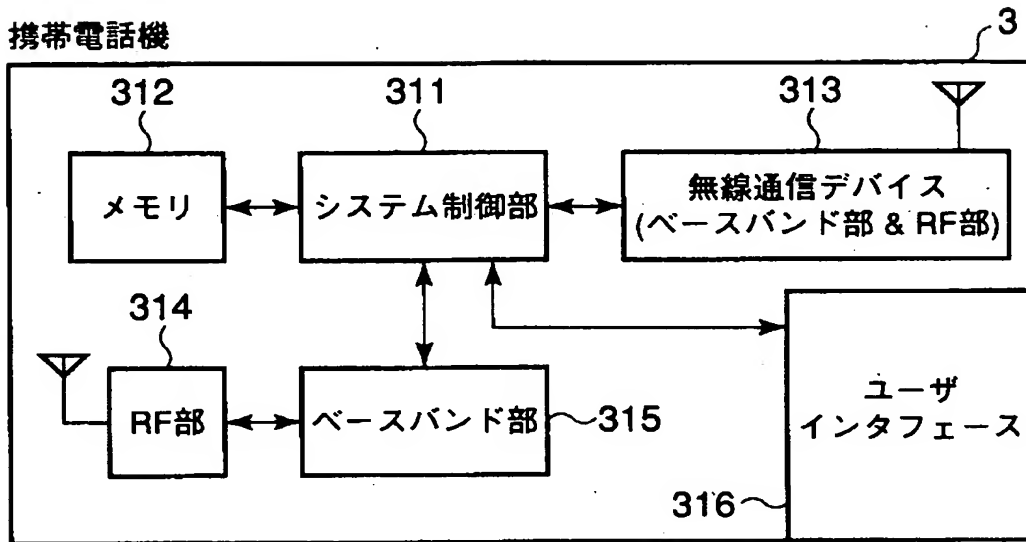 携帯電話機
3
312
311
313
メモリ
システム制御部
無線通信デバイス
(ベースバンド部 & RF部)
314
RF部
ベースバンド部
315
ユーザ
インタフェース
316